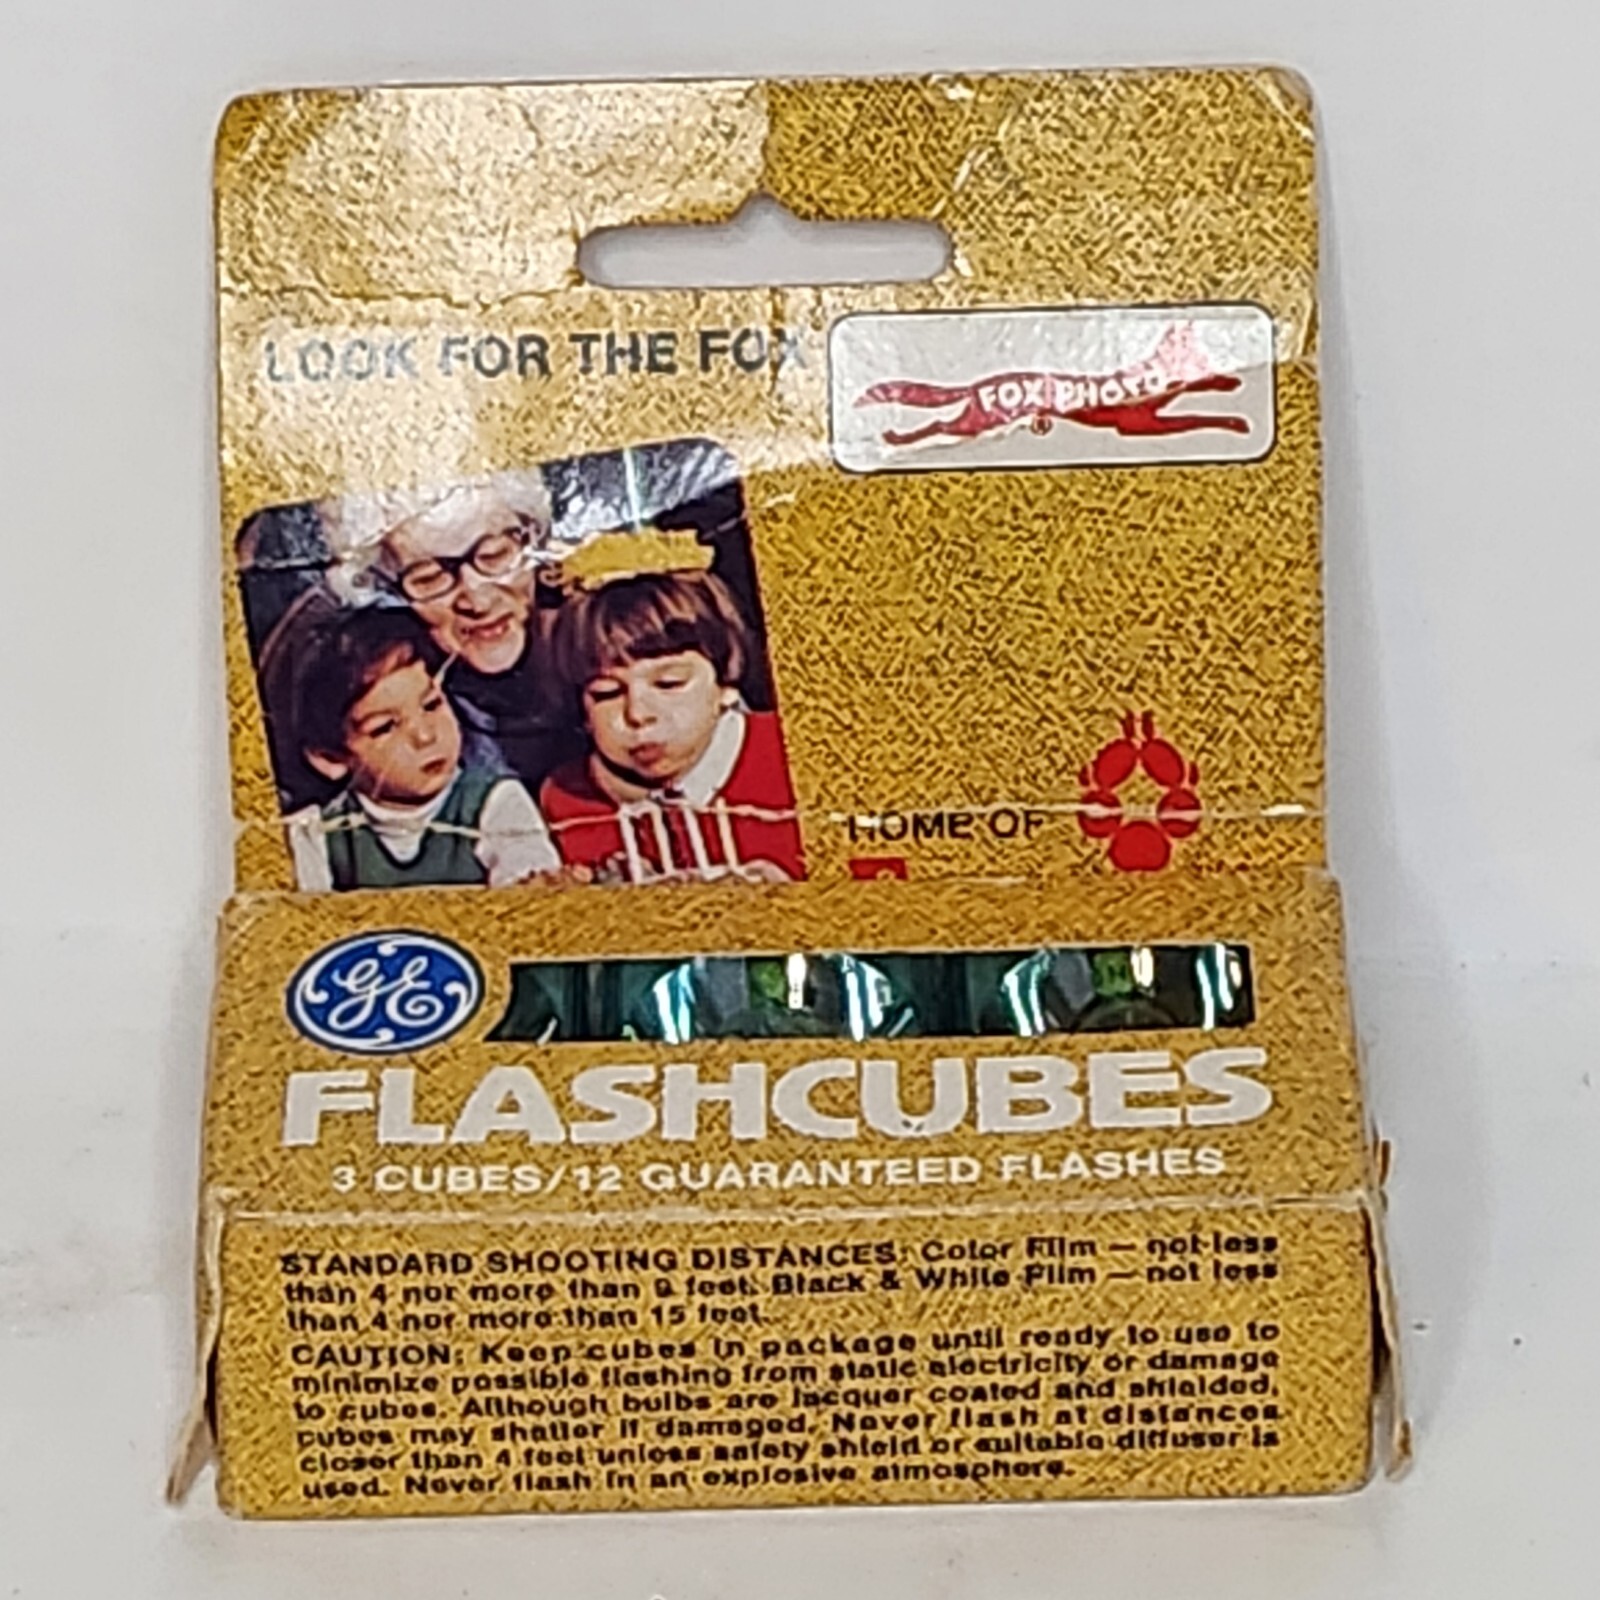 LOOK FOR THE FOX
FOX PHOTO
HOME OF
GE
FLASHCUBES
3 CUBES/12 GUARANTEED FLASHES
STANDARD SHOOTING DISTANCES: Color Film — not less
than 4 nor more than 9 feet. Black & White Film — not less
than 4 nor more than 15 feet.
CAUTION: Keep cubes in package until ready to use to
minimize possible flashing from static electricity or damage
to cubes. Although bulbs are lacquer coated and shielded,
cubes may shatter if damaged. Never flash at distances
closer than 4 feet unless safety shield or suitable diffuser is
used. Never flash in an explosive atmosphere.